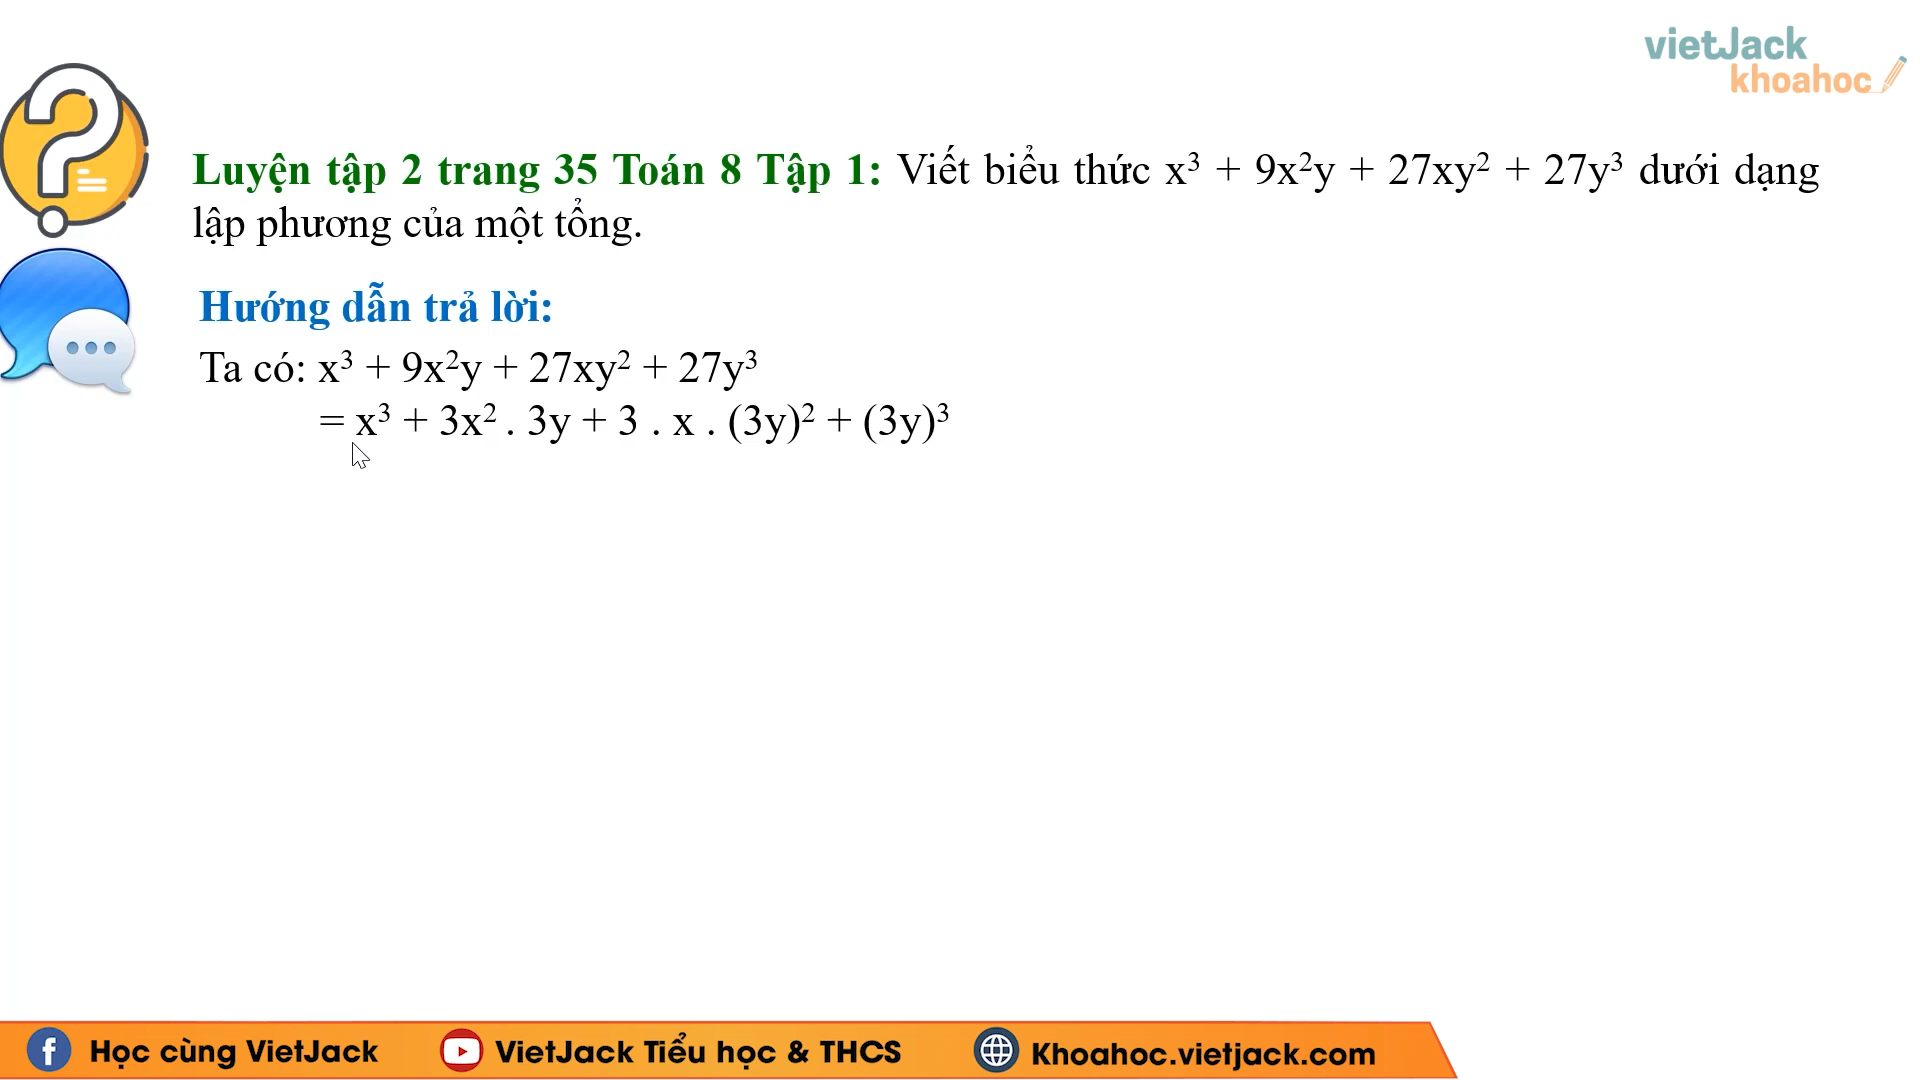 vietJack
khoahoc
Luyện tập 2 trang 35 Toán 8 Tập 1: Viết biểu thức x³ + 9x²y + 27xy² + 27y³ dưới dạng
lập phương của một tổng.
Hướng dẫn trả lời:
Ta có: x³ + 9x²y + 27xy² + 27y³
= x³ + 3x² . 3y + 3 . x . (3y)² + (3y)³
Học cùng VietJack VietJack Tiểu học & THCS Khoahoc.vietjack.com